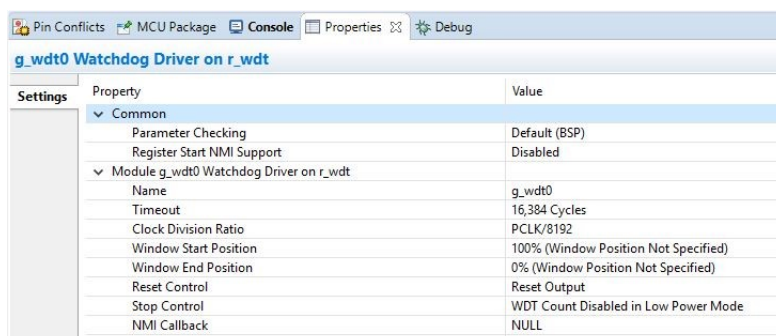 Pin Conflicts MCU Package Console Properties Debug
g_wdt0 Watchdog Driver on r_wdt
Settings
Property Value
Common
Parameter Checking Default (BSP)
Register Start NMI Support Disabled
Module g_wdt0 Watchdog Driver on r_wdt
Name g_wdt0
Timeout 16,384 Cycles
Clock Division Ratio PCLK/8192
Window Start Position 100% (Window Position Not Specified)
Window End Position 0% (Window Position Not Specified)
Reset Control Reset Output
Stop Control WDT Count Disabled in Low Power Mode
NMI Callback NULL